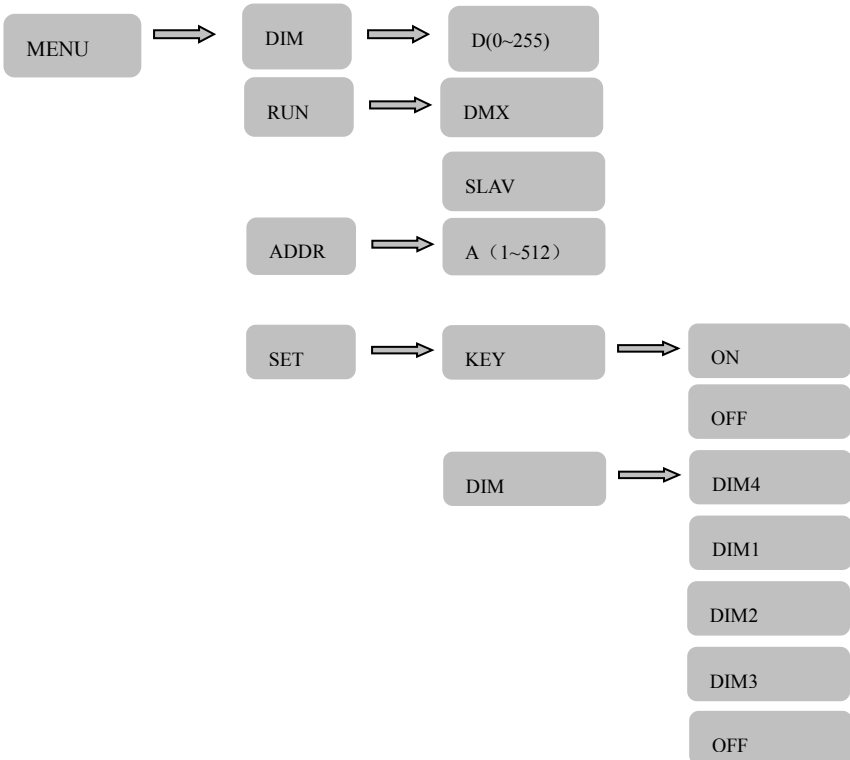 MENU
DIM
D(0~255)
RUN
DMX
SLAV
ADDR
A（1~512）
SET
KEY
ON
OFF
DIM
DIM4
DIM1
DIM2
DIM3
OFF